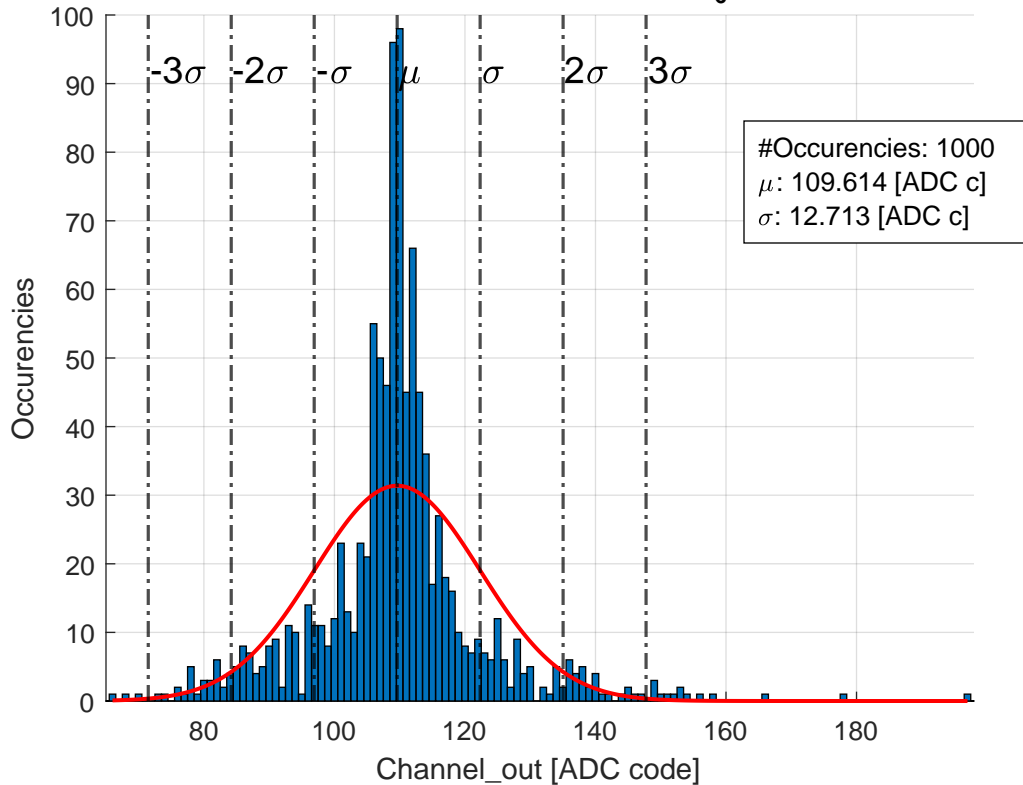 100
90
80
70
60
50
40
30
20
10
0
Occurencies
-3σ -2σ -σ μ σ 2σ 3σ
#Occurencies: 1000
μ: 109.614 [ADC c]
σ: 12.713 [ADC c]
80 100 120 140 160 180
Channel_out [ADC code]